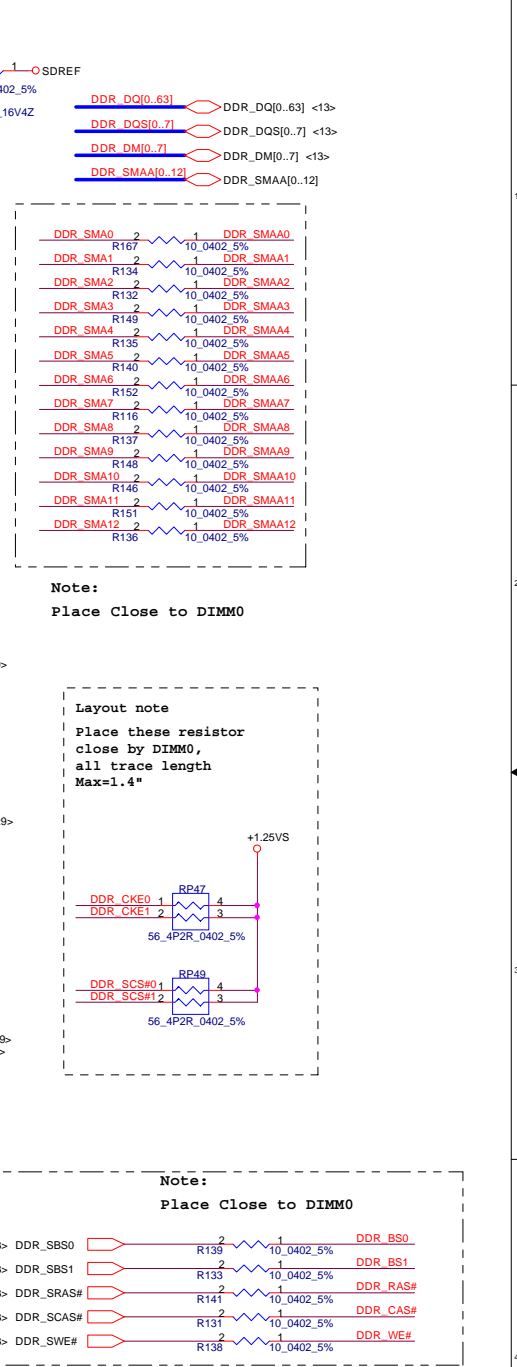 1 SDREF
402_5%
_16V4Z
DDR_DQ[0..63] DDR_DQ[0..63] <13>
DDR_DQS[0..7] DDR_DQS[0..7] <13>
DDR_DM[0..7] DDR_DM[0..7] <13>
DDR_SMAA[0..12] DDR_SMAA[0..12]
1
DDR_SMA0 2 1 DDR_SMAA0
R167 10_0402_5%
DDR_SMA1 2 1 DDR_SMAA1
R134 10_0402_5%
DDR_SMA2 2 1 DDR_SMAA2
R132 10_0402_5%
DDR_SMA3 2 1 DDR_SMAA3
R149 10_0402_5%
DDR_SMA4 2 1 DDR_SMAA4
R135 10_0402_5%
DDR_SMA5 2 1 DDR_SMAA5
R140 10_0402_5%
DDR_SMA6 2 1 DDR_SMAA6
R152 10_0402_5%
DDR_SMA7 2 1 DDR_SMAA7
R116 10_0402_5%
DDR_SMA8 2 1 DDR_SMAA8
R137 10_0402_5%
DDR_SMA9 2 1 DDR_SMAA9
R148 10_0402_5%
DDR_SMA10 2 1 DDR_SMAA10
R146 10_0402_5%
DDR_SMA11 2 1 DDR_SMAA11
R151 10_0402_5%
DDR_SMA12 2 1 DDR_SMAA12
R136 10_0402_5%
Note:
Place Close to DIMM0
2
>
Layout note
Place these resistor
close by DIMM0,
all trace length
Max=1.4"
9>
+1.25VS
RP47
DDR_CKE0 1 4
DDR_CKE1 2 3
56_4P2R_0402_5%
3
RP49
DDR_SCS#0 1 4
DDR_SCS#1 2 3
56_4P2R_0402_5%
9>
>
Note:
Place Close to DIMM0
> DDR_SBS0 2 1 DDR_BS0
R139 10_0402_5%
> DDR_SBS1 2 1 DDR_BS1
R133 10_0402_5%
> DDR_SRAS# 2 1 DDR_RAS#
R141 10_0402_5%
> DDR_SCAS# 2 1 DDR_CAS#
R131 10_0402_5%
> DDR_SWE# 2 1 DDR_WE#
R138 10_0402_5%
4